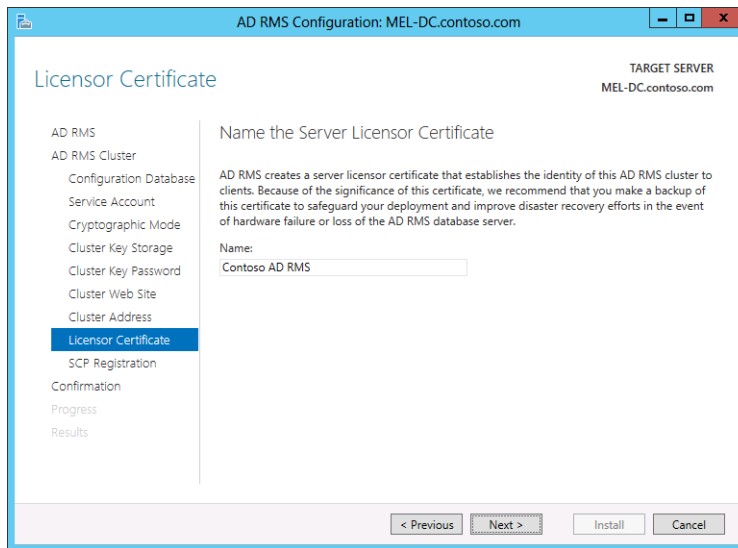 AD RMS Configuration: MEL-DC.contoso.com
x
Licensor Certificate
TARGET SERVER
MEL-DC.contoso.com
AD RMS
AD RMS Cluster
Configuration Database
Service Account
Cryptographic Mode
Cluster Key Storage
Cluster Key Password
Cluster Web Site
Cluster Address
Licensor Certificate
SCP Registration
Confirmation
Progress
Results
Name the Server Licensor Certificate
AD RMS creates a server licensor certificate that establishes the identity of this AD RMS cluster to
clients. Because of the significance of this certificate, we recommend that you make a backup of
this certificate to safeguard your deployment and improve disaster recovery efforts in the event
of hardware failure or loss of the AD RMS database server.
Name:
Contoso AD RMS
< Previous
Next >
Install
Cancel